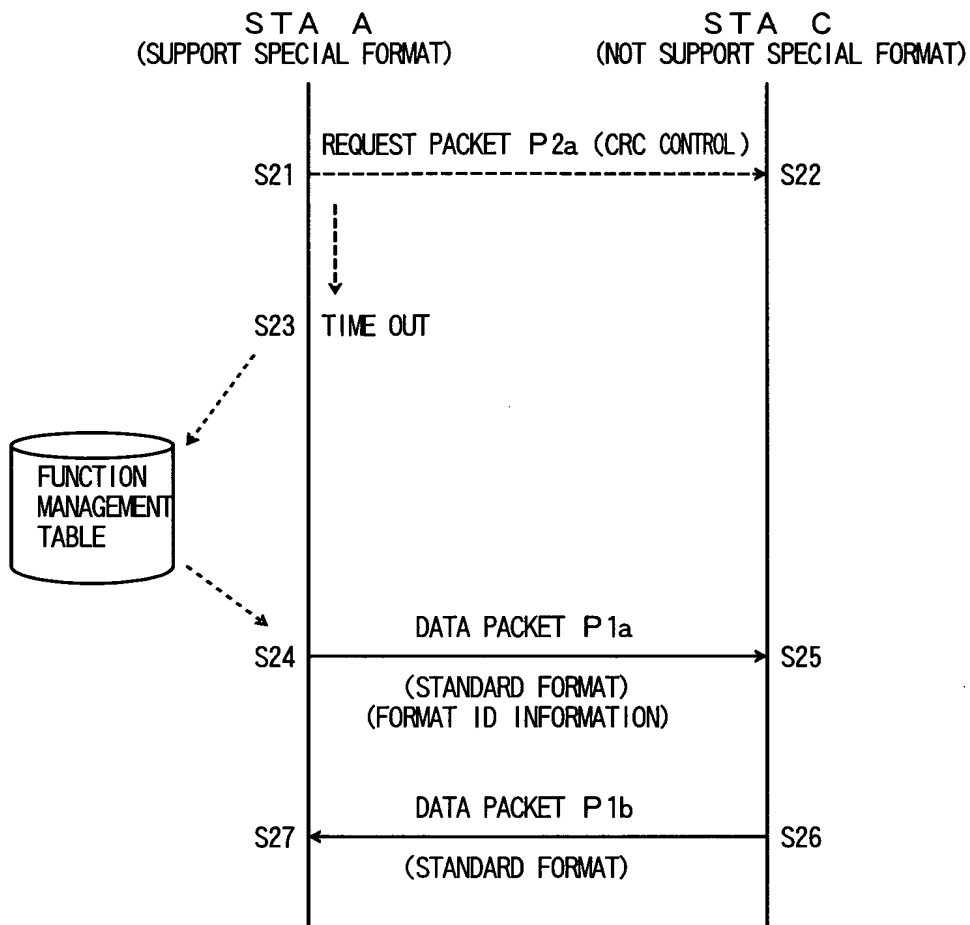 STA A
(SUPPORT SPECIAL FORMAT)
STA C
(NOT SUPPORT SPECIAL FORMAT)
REQUEST PACKET P2a (CRC CONTROL)
S21
S22
S23
TIME OUT
FUNCTION
MANAGEMENT
TABLE
DATA PACKET P1a
S24
S25
(STANDARD FORMAT)
(FORMAT ID INFORMATION)
DATA PACKET P1b
S27
S26
(STANDARD FORMAT)